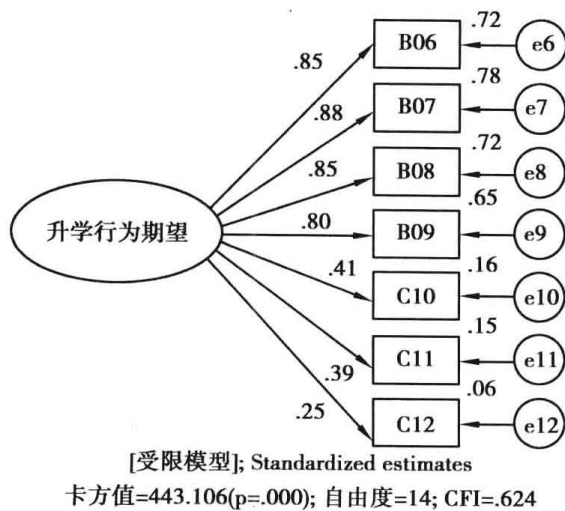 .72
B06
e6
.85
.78
B07
e7
.88
.72
B08
e8
.85
.65
升学行为期望
.80
B09
e9
.16
.41
C10
e10
.15
C11
e11
.39
.06
.25
C12
e12
[受限模型]; Standardized estimates
卡方值=443.106(p=.000); 自由度=14; CFI=.624